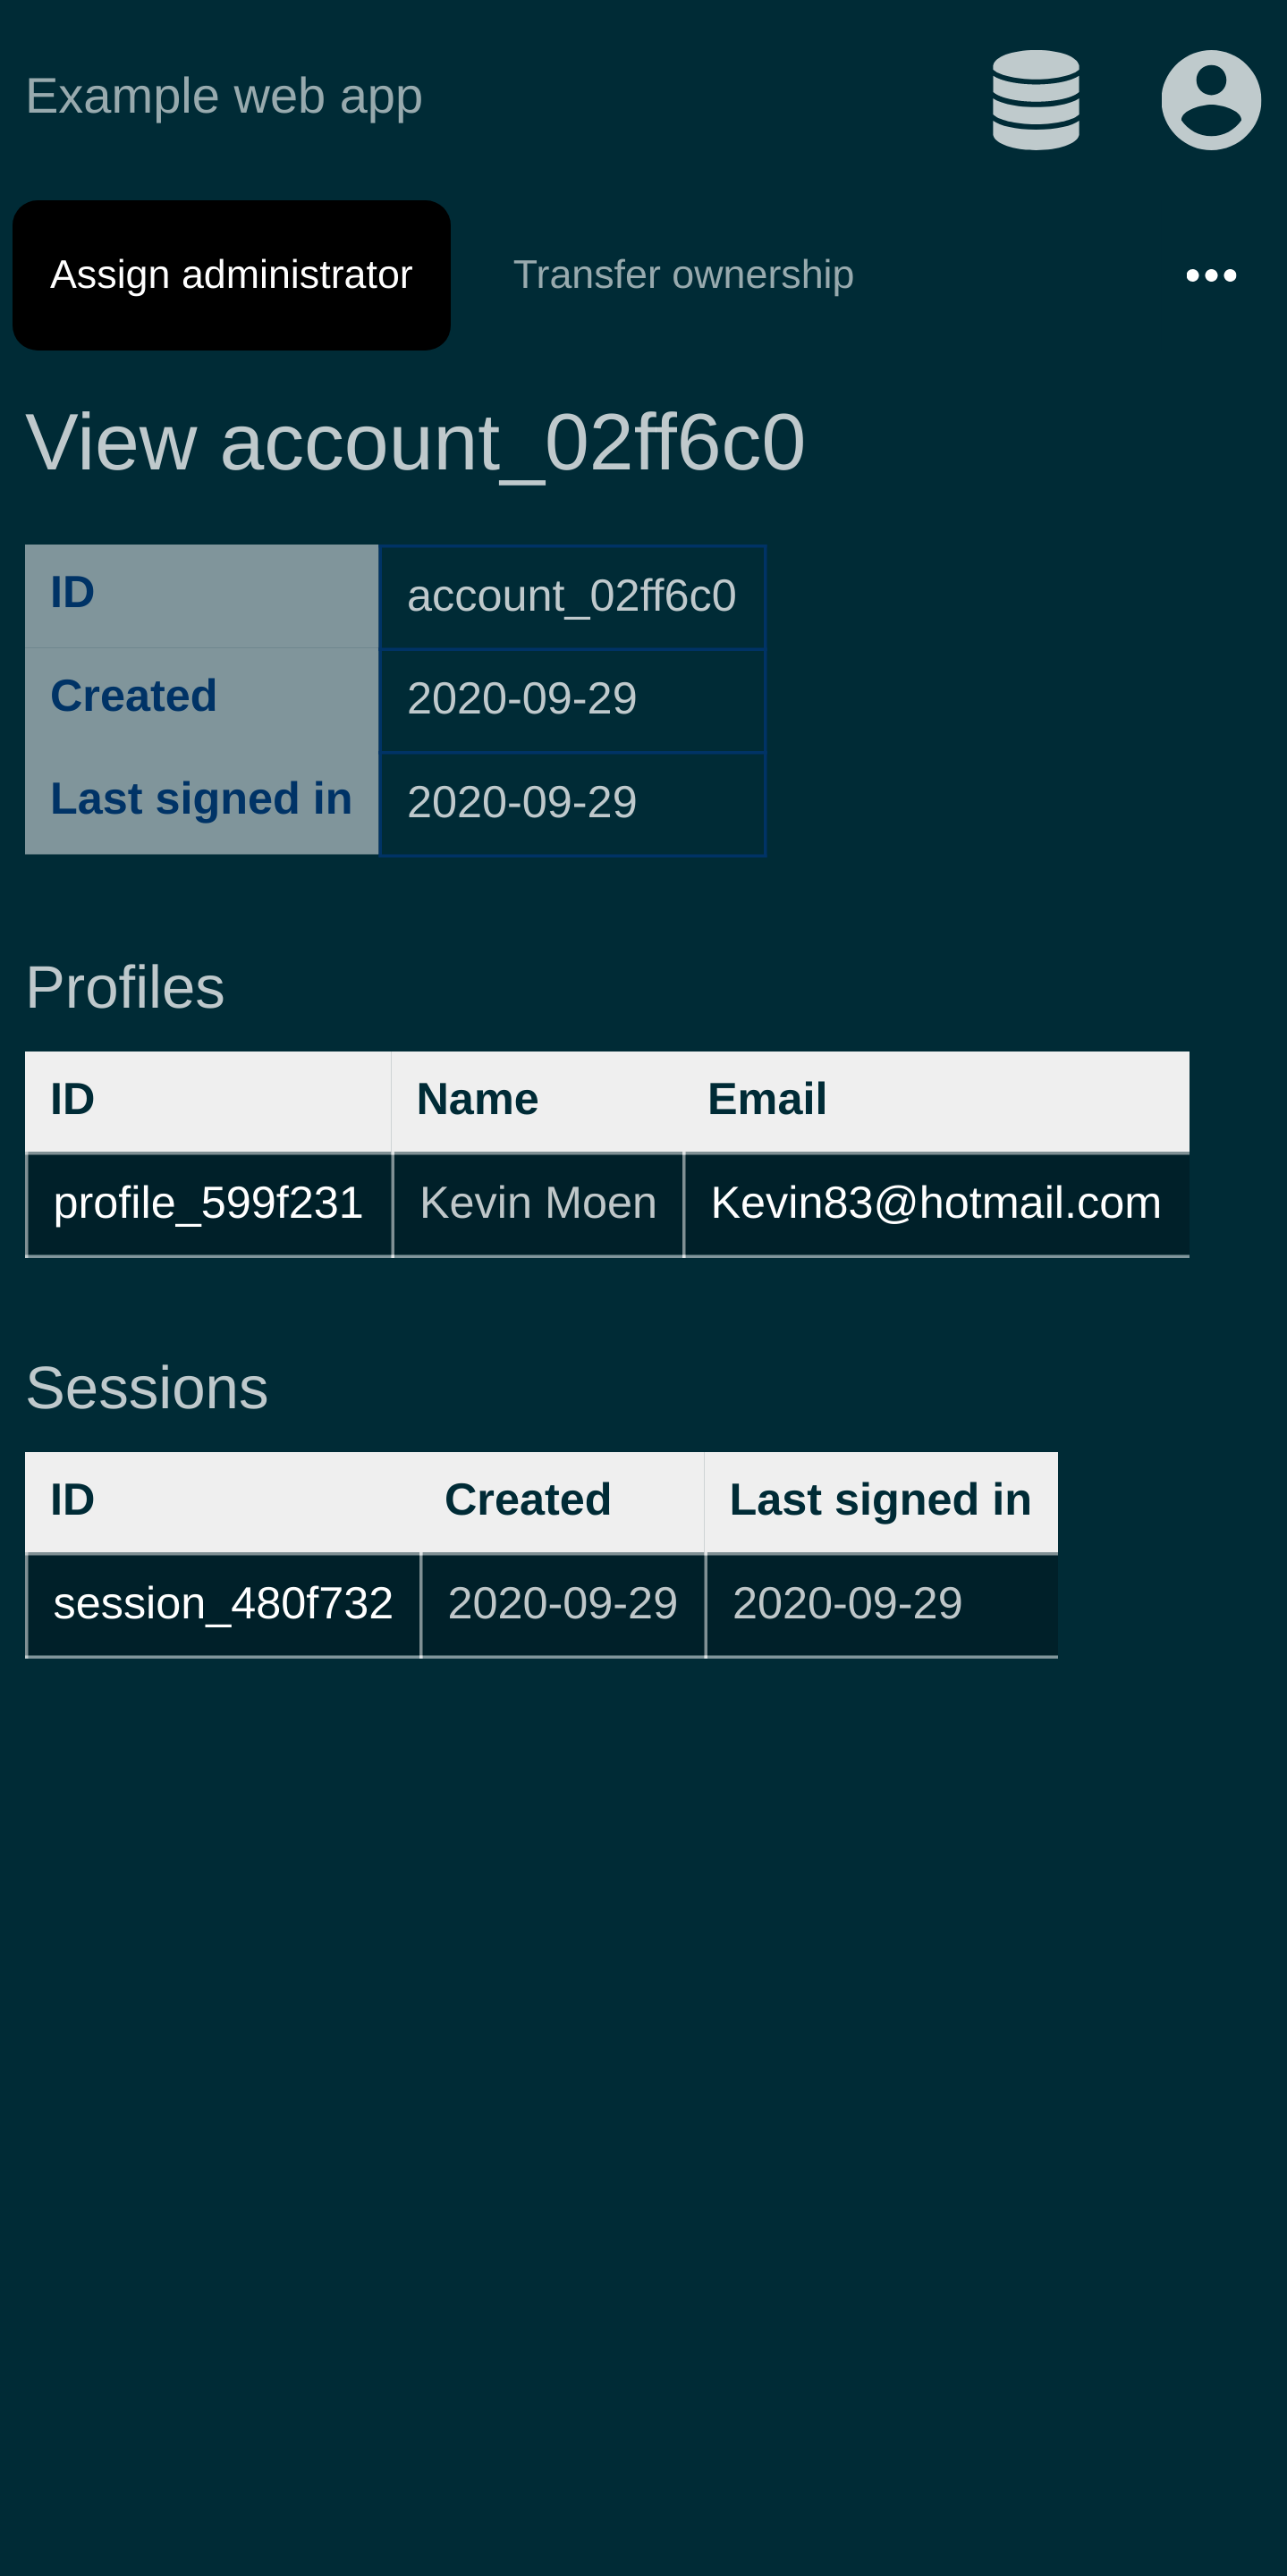 Example web app
Assign administrator Transfer ownership •••
View account_02ff6c0
ID account_02ff6c0
Created 2020-09-29
Last signed in 2020-09-29
Profiles
ID Name Email
profile_599f231 Kevin Moen Kevin83@hotmail.com
Sessions
ID Created Last signed in
session_480f732 2020-09-29 2020-09-29